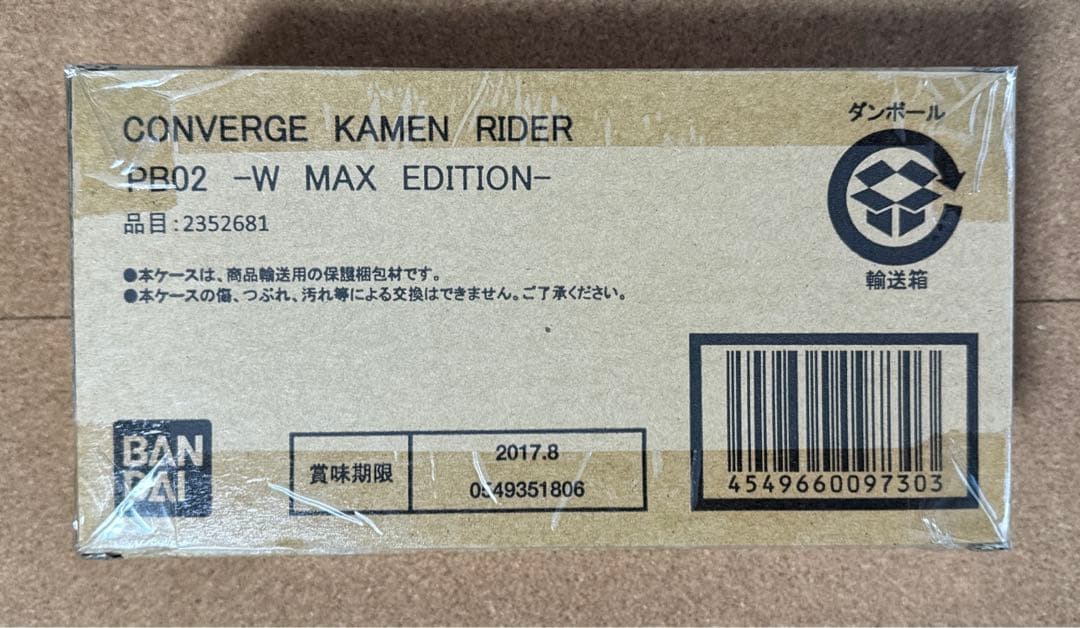 CONVERGE KAMEN RIDER
PB02 -W MAX EDITION-
品目:2352681
●本ケースは、商品輸送用の保護梱包材です。
●本ケースの傷、つぶれ、汚れ等による交換はできません。ご了承ください。
ダンボール
輸送箱
BAN
DAI
賞味期限
2017.8
0549351806
4549660097303